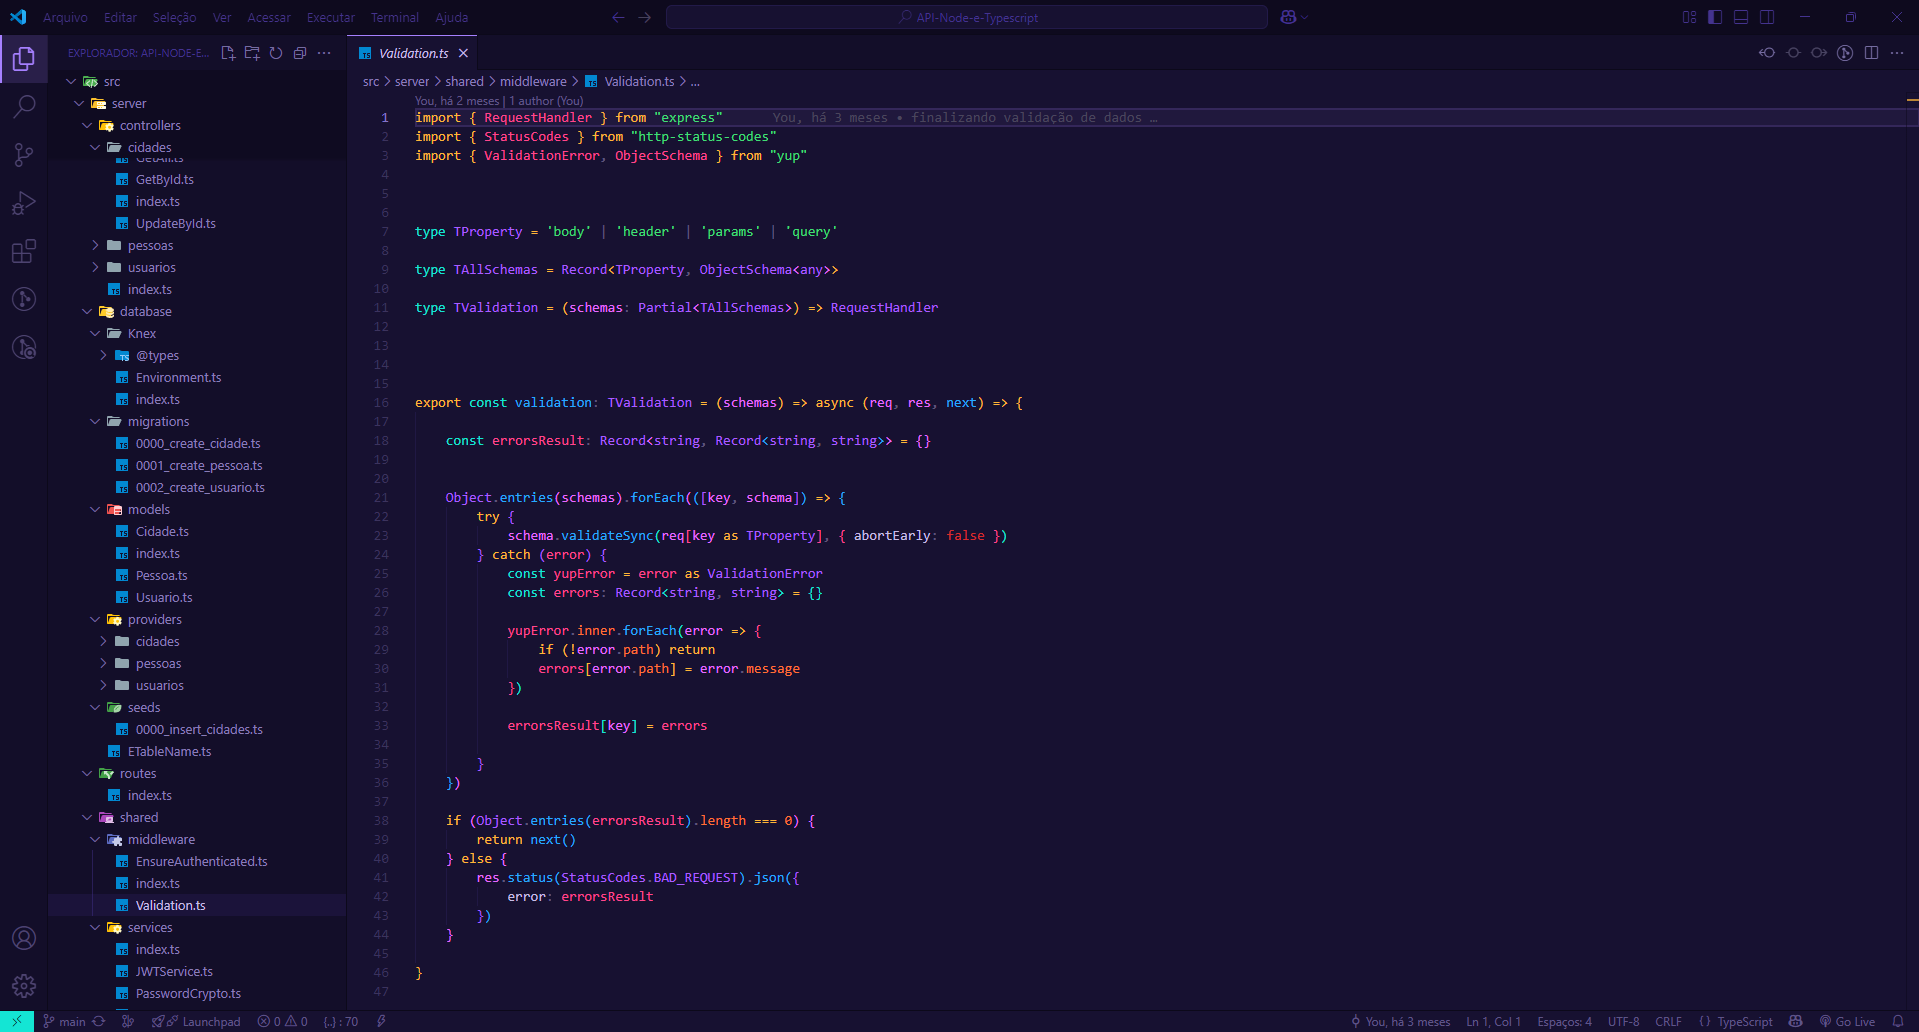 Arquivo Editar Seleção Ver Acessar Executar Terminal Ajuda
API-Node-e-Typescript
EXPLORADOR: API-NODE-E...
src
server
controllers
cidades
GetAll.ts
GetById.ts
index.ts
UpdateById.ts
pessoas
usuarios
index.ts
database
Knex
@types
Environment.ts
index.ts
migrations
0000_create_cidade.ts
0001_create_pessoa.ts
0002_create_usuario.ts
models
Cidade.ts
index.ts
Pessoa.ts
Usuario.ts
providers
cidades
pessoas
usuarios
seeds
0000_insert_cidades.ts
ETableName.ts
routes
index.ts
shared
middleware
EnsureAuthenticated.ts
index.ts
Validation.ts
services
index.ts
JWTService.ts
PasswordCrypto.ts
Validation.ts
src > server > shared > middleware > Validation.ts > ...
You, há 2 meses | 1 author (You)
1 import { RequestHandler } from "express" You, há 3 meses • finalizando validação de dados …
2 import { StatusCodes } from "http-status-codes"
3 import { ValidationError, ObjectSchema } from "yup"
4
5
6
7 type TProperty = 'body' | 'header' | 'params' | 'query'
8
9 type TAllSchemas = Record<TProperty, ObjectSchema<any>>
10
11 type TValidation = (schemas: Partial<TAllSchemas>) => RequestHandler
12
13
14
15
16 export const validation: TValidation = (schemas) => async (req, res, next) => {
17
18 const errorsResult: Record<string, Record<string, string>> = {}
19
20
21 Object.entries(schemas).forEach(([key, schema]) => {
22 try {
23 schema.validateSync(req[key as TProperty], { abortEarly: false })
24 } catch (error) {
25 const yupError = error as ValidationError
26 const errors: Record<string, string> = {}
27
28 yupError.inner.forEach(error => {
29 if (!error.path) return
30 errors[error.path] = error.message
31 })
32
33 errorsResult[key] = errors
34
35 }
36 })
37
38 if (Object.entries(errorsResult).length === 0) {
39 return next()
40 } else {
41 res.status(StatusCodes.BAD_REQUEST).json({
42 error: errorsResult
43 })
44 }
45
46 }
47
main Launchpad 0 0 {..} : 70
You, há 3 meses Ln 1, Col 1 Espaços: 4 UTF-8 CRLF {} TypeScript Go Live